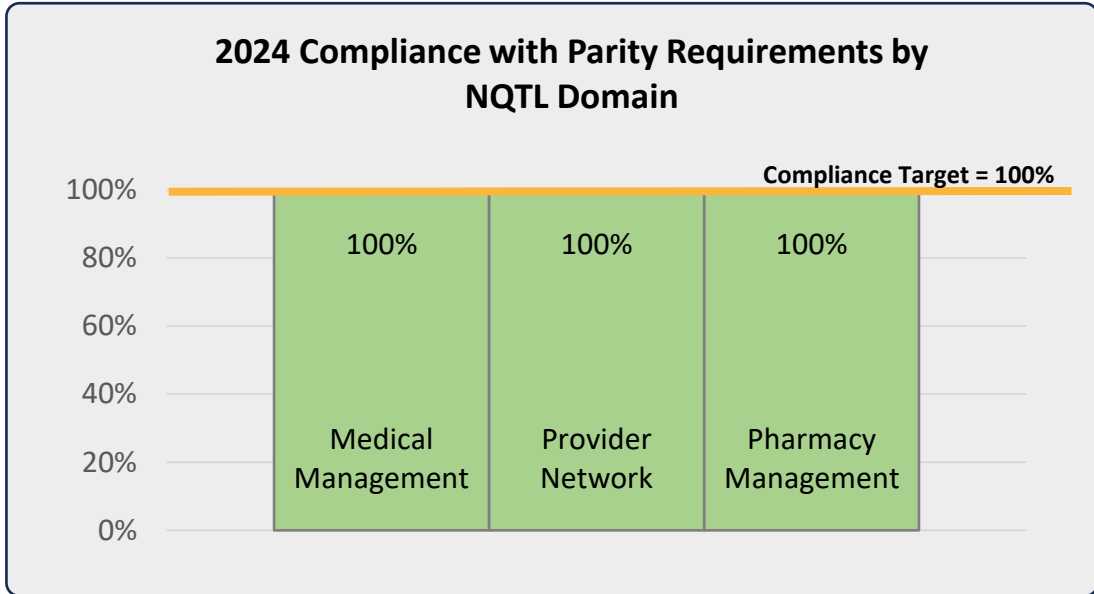 2024 Compliance with Parity Requirements by
NQTL Domain
Compliance Target = 100%
100%
80%
60%
40%
20%
0%
100%
100%
100%
Medical
Management
Provider
Network
Pharmacy
Management